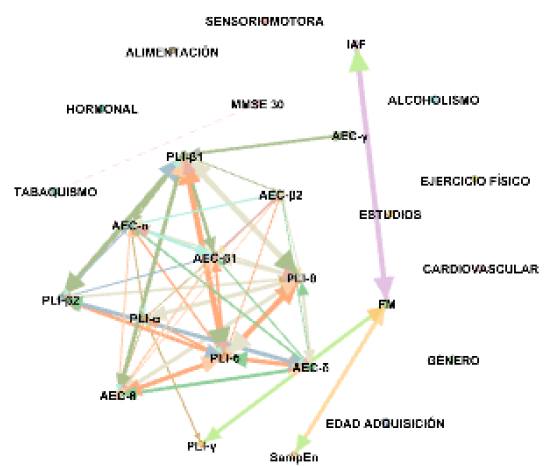 SENSORIOMOTORA
IAF
ALIMENTACIÓN
ALCOHOLISMO
MMSE 30
HORMONAL
AEC-γ
PLI-β1
EJERCICIO FÍSICO
TABAQUISMO
AEC-β2
ESTUDIOS
AEC-α
AEC-β1
CARDIOVASCULAR
PLI-θ
PLI-β2
FM
PLI-α
PLI-δ
GÉNERO
AEC-δ
AEC-θ
EDAD ADQUISICIÓN
PLI-γ
SampEn